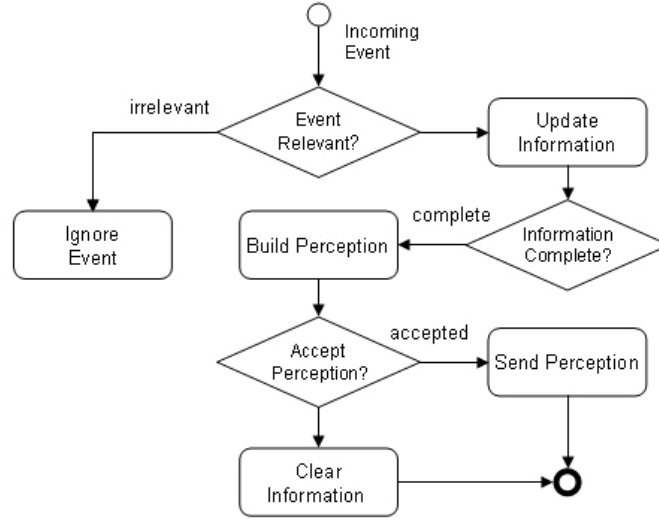 Incoming
Event
irrelevant
Event
Relevant?
Update
Information
Ignore
Event
complete
Build Perception
Information
Complete?
accepted
Accept
Perception?
Send Perception
Clear
Information